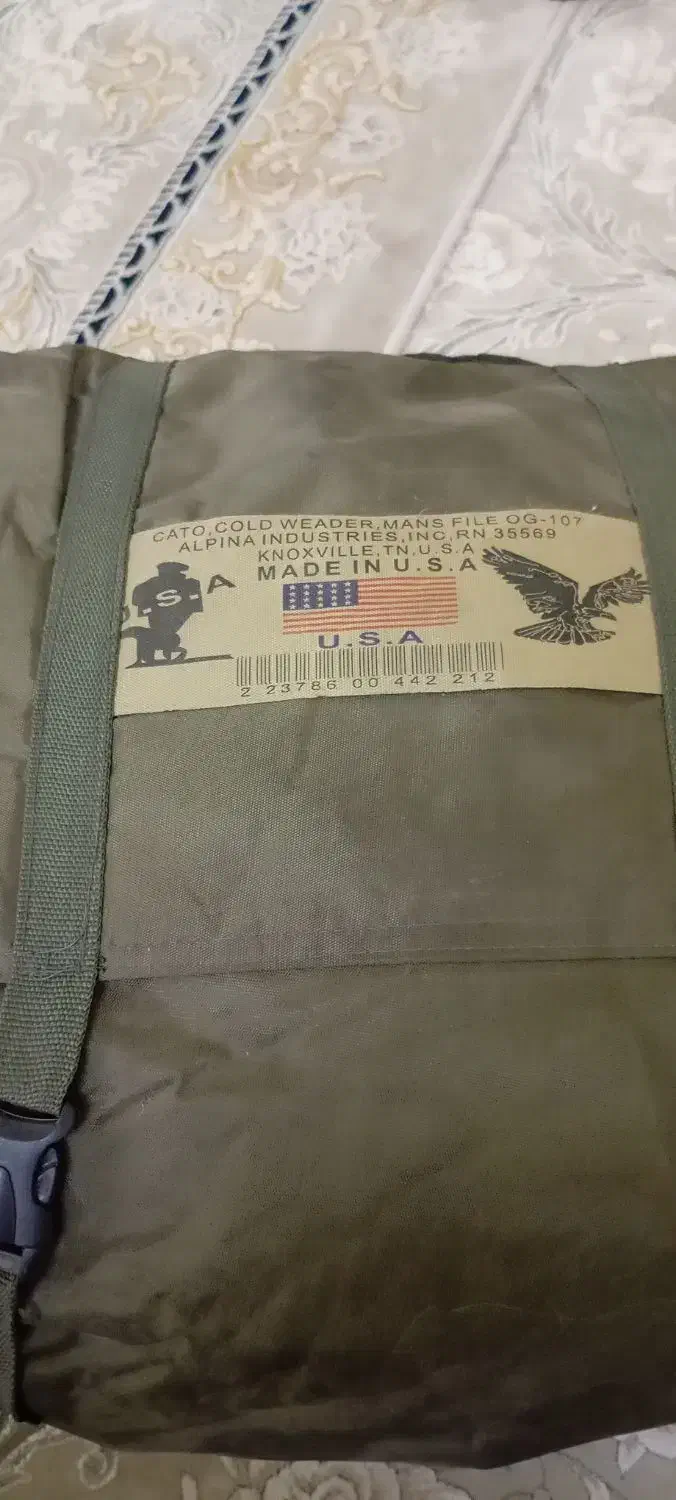 CATO,COLD WEADER,MANS FILE OG-107
ALPINA INDUSTRIES,INC,RN 35569
KNOXVILLE,TN,U.S.A
MADE IN U.S.A
U.S.A
U.S.A
2 23786 00 442 212